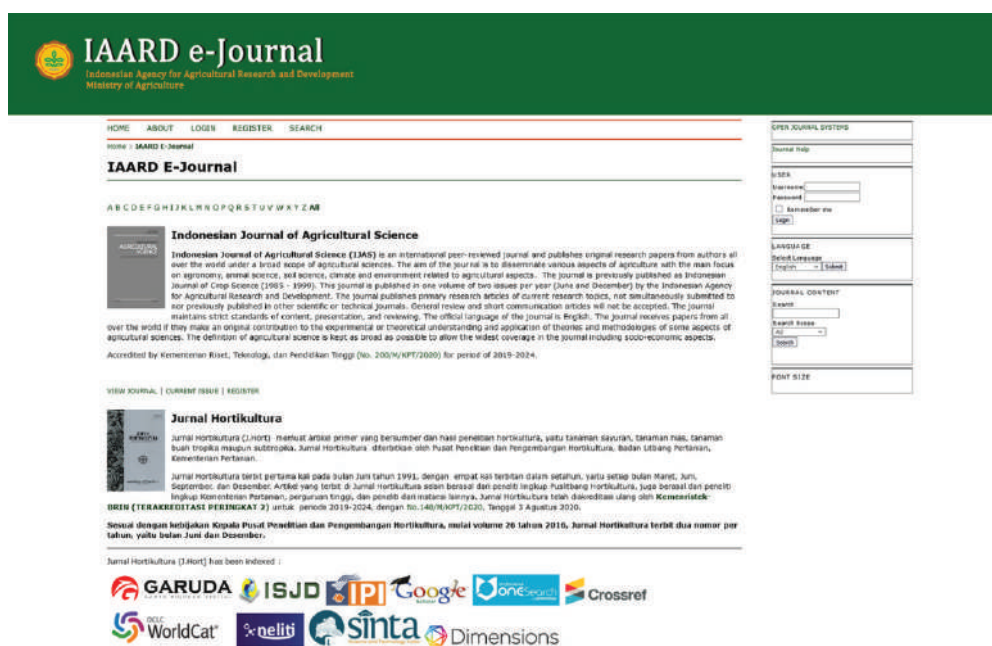 IAARD e-Journal
Indonesian Agency for Agricultural Research and Development
Ministry of Agriculture
HOME ABOUT LOGIN REGISTER SEARCH
Home > IAARD E-Journal
IAARD E-Journal
A B C D E F G H I J K L M N O P Q R S T U V W X Y Z All
Indonesian Journal of Agricultural Science
Indonesian Journal of Agricultural Science (IJAS) is an international peer-reviewed journal and publishes original research papers from authors all
over the world under a broad scope of agricultural sciences. The aim of the journal is to disseminate various aspects of agriculture with the main focus
on agronomy, animal science, soil science, climate and environment related to agricultural aspects. The journal is previously published as Indonesian
Journal of Crop Science (1985 - 1999). This journal is published in one volume of two issues per year (June and December) by the Indonesian Agency
for Agricultural Research and Development. The journal publishes primary research articles of current research topics, not simultaneously submitted to
nor previously published in other scientific or technical journals. General review and short communication articles will not be accepted. The journal
maintains strict standards of content, presentation, and reviewing. The official language of the journal is English. The journal receives papers from all
over the world if they make an original contribution to the experimental or theoretical understanding and application of theories and methodologies of some aspects of
agricultural sciences. The definition of agricultural science is kept as broad as possible to allow the widest coverage in the journal including socio-economic aspects.
Accredited by Kementerian Riset, Teknologi, dan Pendidikan Tinggi (No. 200/M/KPT/2020) for period of 2019-2024.
VIEW JOURNAL | CURRENT ISSUE | REGISTER
Jurnal Hortikultura
Jurnal Hortikultura (J.Hort) memuat artikel primer yang bersumber dari hasil penelitian hortikultura, yaitu tanaman sayuran, tanaman hias, tanaman
buah tropika maupun subtropika. Jurnal Hortikultura diterbitkan oleh Pusat Penelitian dan Pengembangan Hortikultura, Badan Litbang Pertanian,
Kementerian Pertanian.
Jurnal Hortikultura terbit pertama kali pada bulan Juni tahun 1991, dengan empat kali terbitan dalam setahun, yaitu setiap bulan Maret, Juni,
September, dan Desember. Artikel yang terbit di Jurnal Hortikultura selain berasal dari peneliti lingkup Puslitbang Hortikultura, juga berasal dari peneliti
lingkup Kementerian Pertanian, perguruan tinggi, dan peneliti dari instansi lainnya. Jurnal Hortikultura telah diakreditasi ulang oleh Kemenristek-
BRIN (TERAKREDITASI PERINGKAT 2) untuk periode 2019-2024, dengan No.148/M/KPT/2020, Tanggal 3 Agustus 2020.
Sesuai dengan kebijakan Kepala Pusat Penelitian dan Pengembangan Hortikultura, mulai volume 26 tahun 2016, Jurnal Hortikultura terbit dua nomor per
tahun, yaitu bulan Juni dan Desember.
Jurnal Hortikultura (J.Hort) has been indexed :
GARUDA ISJD IPI Google Scholar OneSearch Crossref
OCLC WorldCat neliti sinta Dimensions
OPEN JOURNAL SYSTEMS
Journal Help
USER
Username
Password
Remember me
Login
LANGUAGE
Select Language
English Submit
JOURNAL CONTENT
Search
Search Scope
All
Search
FONT SIZE